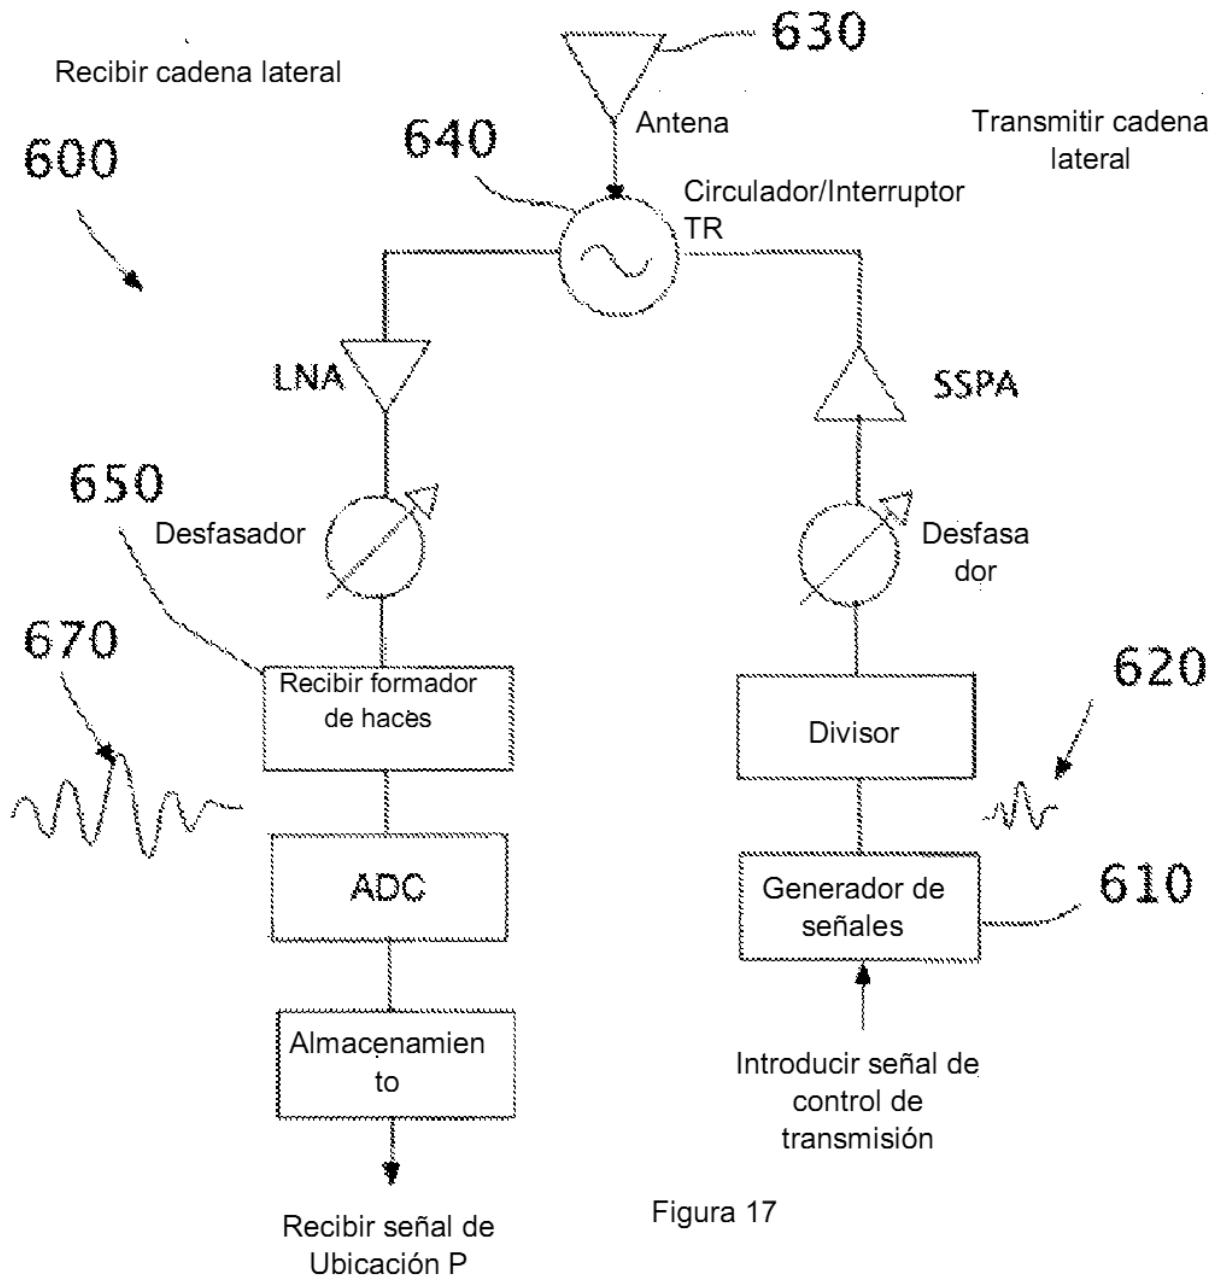 630
Recibir cadena lateral
Antena
Transmitir cadena
lateral
640
600
Circulador/Interruptor
TR
LNA
SSPA
650
Desfasador
Desfasa
dor
670
620
Recibir formador
de haces
Divisor
ADC
Generador de
señales
610
Almacenamien
to
Introducir señal de
control de
transmisión
Recibir señal de
Ubicación P
Figura 17